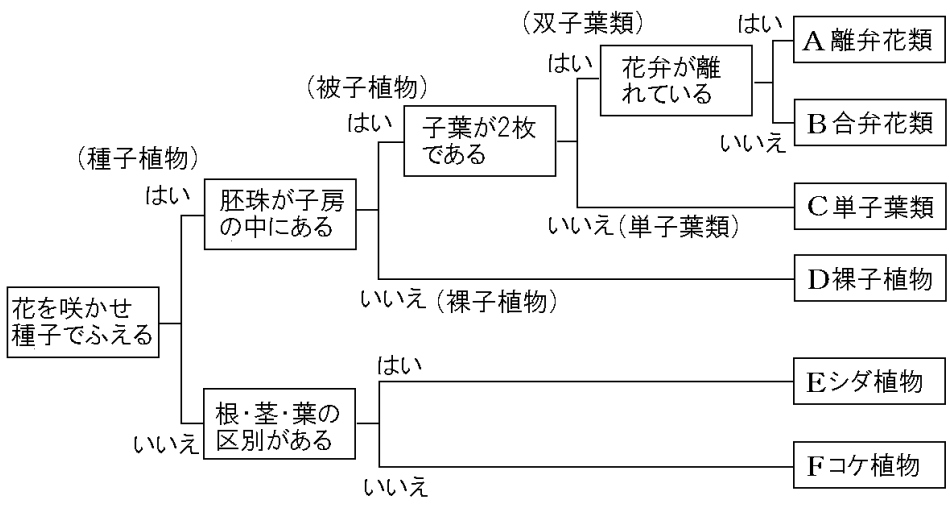 (双子葉類)
はい
A離弁花類
はい
花弁が離
れている
(被子植物)
はい
子葉が2枚
である
いいえ
B合弁花類
(種子植物)
はい
胚珠が子房
の中にある
いいえ(単子葉類)
C単子葉類
いいえ(裸子植物)
D裸子植物
花を咲かせ
種子でふえる
はい
Eシダ植物
いいえ
根・茎・葉の
区別がある
いいえ
Fコケ植物